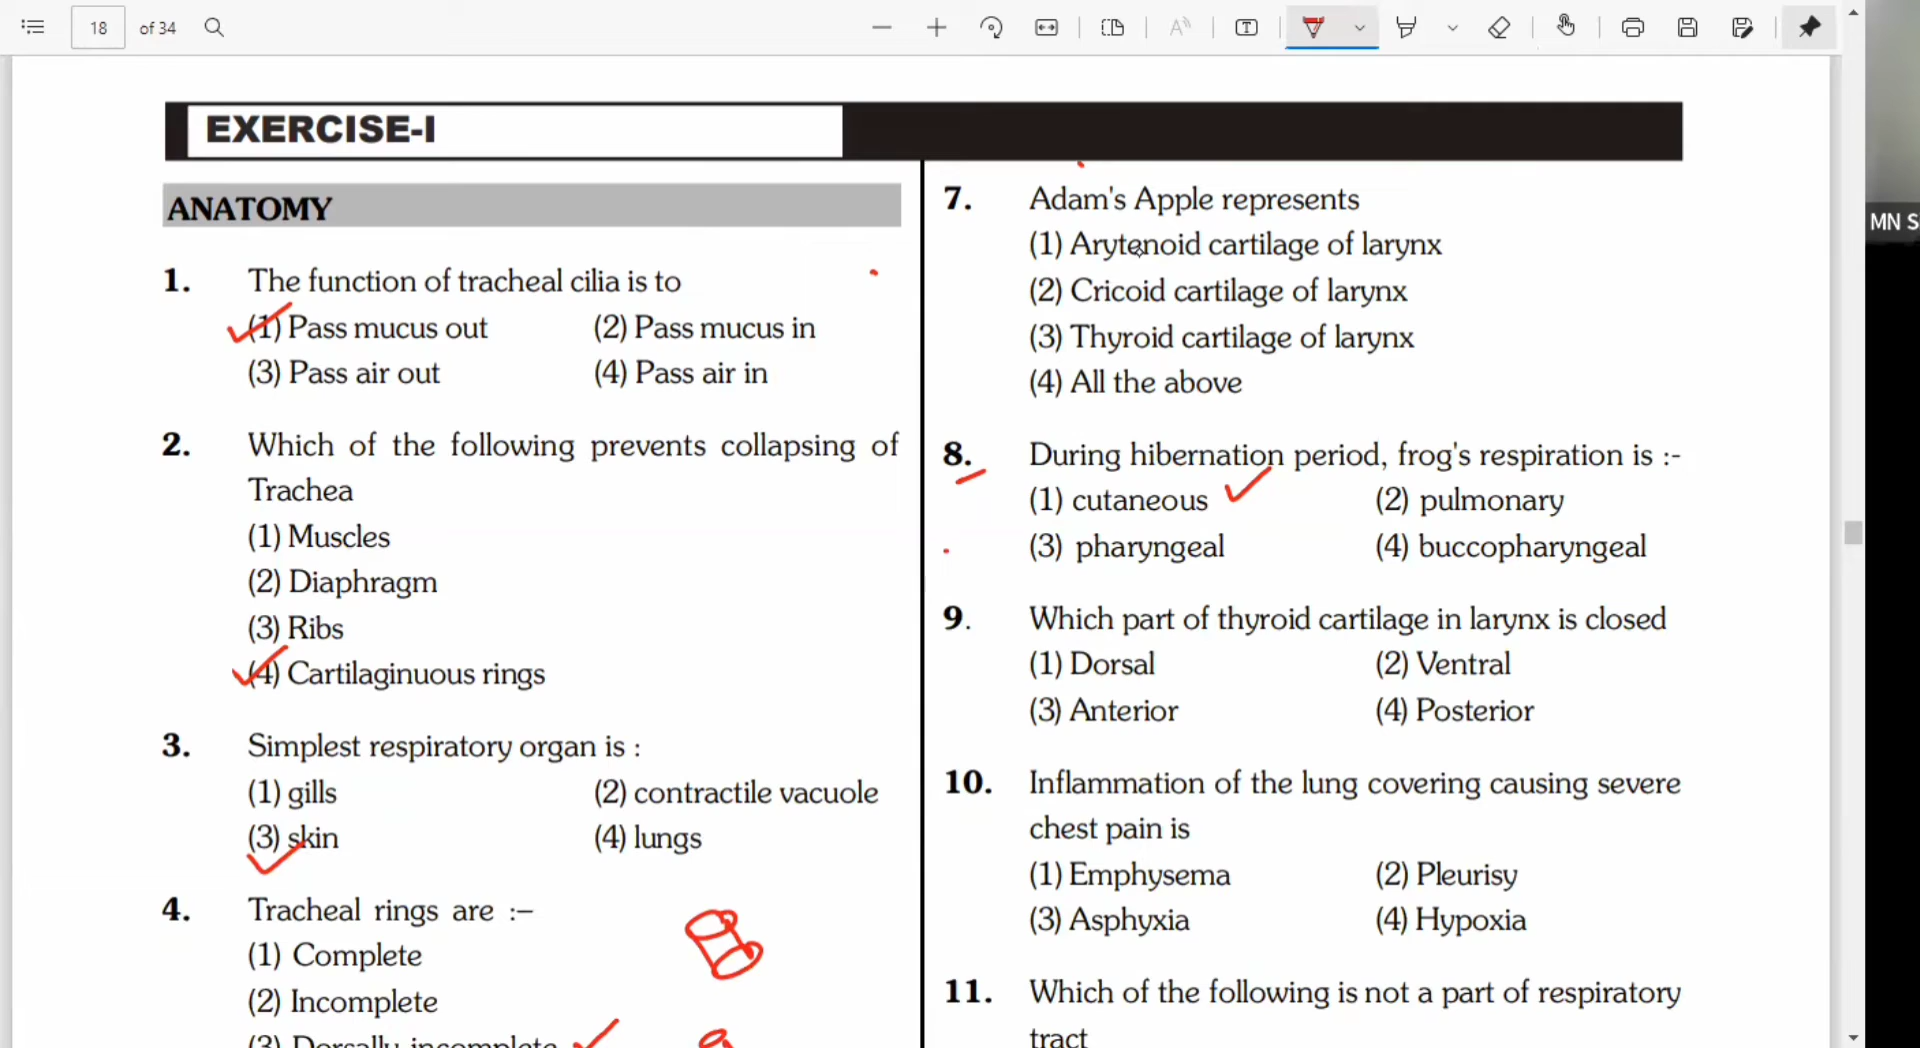 18 of 34
EXERCISE-I
ANATOMY
1. The function of tracheal cilia is to
(1) Pass mucus out (2) Pass mucus in
(3) Pass air out (4) Pass air in
2. Which of the following prevents collapsing of
Trachea
(1) Muscles
(2) Diaphragm
(3) Ribs
(4) Cartilaginuous rings
3. Simplest respiratory organ is :
(1) gills (2) contractile vacuole
(3) skin (4) lungs
4. Tracheal rings are :–
(1) Complete
(2) Incomplete
(3) Dorsally incomplete
7. Adam's Apple represents
(1) Arytenoid cartilage of larynx
(2) Cricoid cartilage of larynx
(3) Thyroid cartilage of larynx
(4) All the above
8. During hibernation period, frog's respiration is :-
(1) cutaneous (2) pulmonary
(3) pharyngeal (4) buccopharyngeal
9. Which part of thyroid cartilage in larynx is closed
(1) Dorsal (2) Ventral
(3) Anterior (4) Posterior
10. Inflammation of the lung covering causing severe
chest pain is
(1) Emphysema (2) Pleurisy
(3) Asphyxia (4) Hypoxia
11. Which of the following is not a part of respiratory
tract
MN S